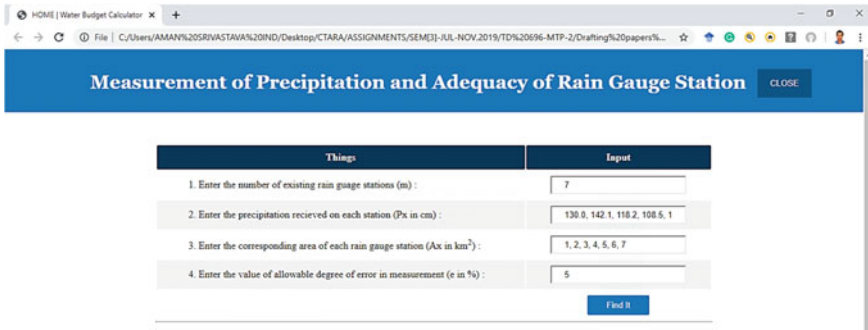 HOME | Water Budget Calculator
File | C:/Users/AMAN%20SRIVASTAVA%20IND/Desktop/CTARA/ASSIGNMENTS/SEM[3]-JUL-NOV,2019/TD%20696-MTP-2/Drafting%20papers%...
Measurement of Precipitation and Adequacy of Rain Gauge Station CLOSE
Things Input
1. Enter the number of existing rain guage stations (m) : 7
2. Enter the precipitation recieved on each station (Px in cm) : 130.0, 142.1, 118.2, 108.5, 1
3. Enter the corresponding area of each rain gauge station (Ax in km²) : 1, 2, 3, 4, 5, 6, 7
4. Enter the value of allowable degree of error in measurement (e in %) : 5
Find It